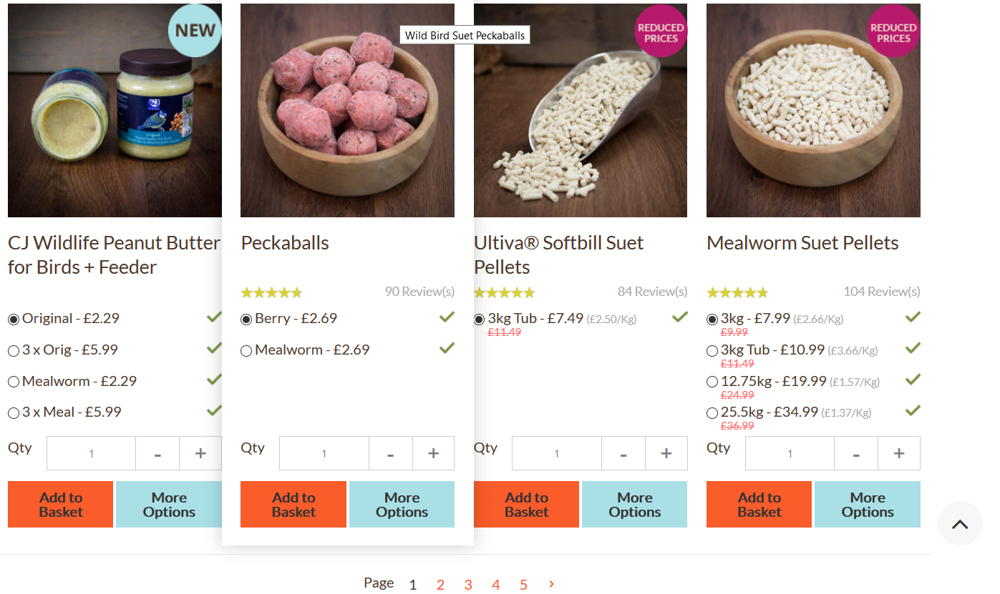 NEW
Wild Bird Suet Peckaballs
REDUCED
PRICES
REDUCED
PRICES
CJ
Original
CJ Wildlife Peanut Butter
for Birds + Feeder
Original - £2.29
3 x Orig - £5.99
Mealworm - £2.29
3 x Meal - £5.99
Qty
1
-
+
Add to
Basket
More
Options
Peckaballs
90 Review(s)
Berry - £2.69
Mealworm - £2.69
Qty
1
-
+
Add to
Basket
More
Options
Ultiva® Softbill Suet
Pellets
84 Review(s)
3kg Tub - £7.49 (£2.50/Kg)
£11.49
Qty
1
-
+
Add to
Basket
More
Options
Mealworm Suet Pellets
104 Review(s)
3kg - £7.99 (£2.66/Kg)
£9.99
3kg Tub - £10.99 (£3.66/Kg)
£11.49
12.75kg - £19.99 (£1.57/Kg)
£24.99
25.5kg - £34.99 (£1.37/Kg)
£36.99
Qty
1
-
+
Add to
Basket
More
Options
Page 1 2 3 4 5 >